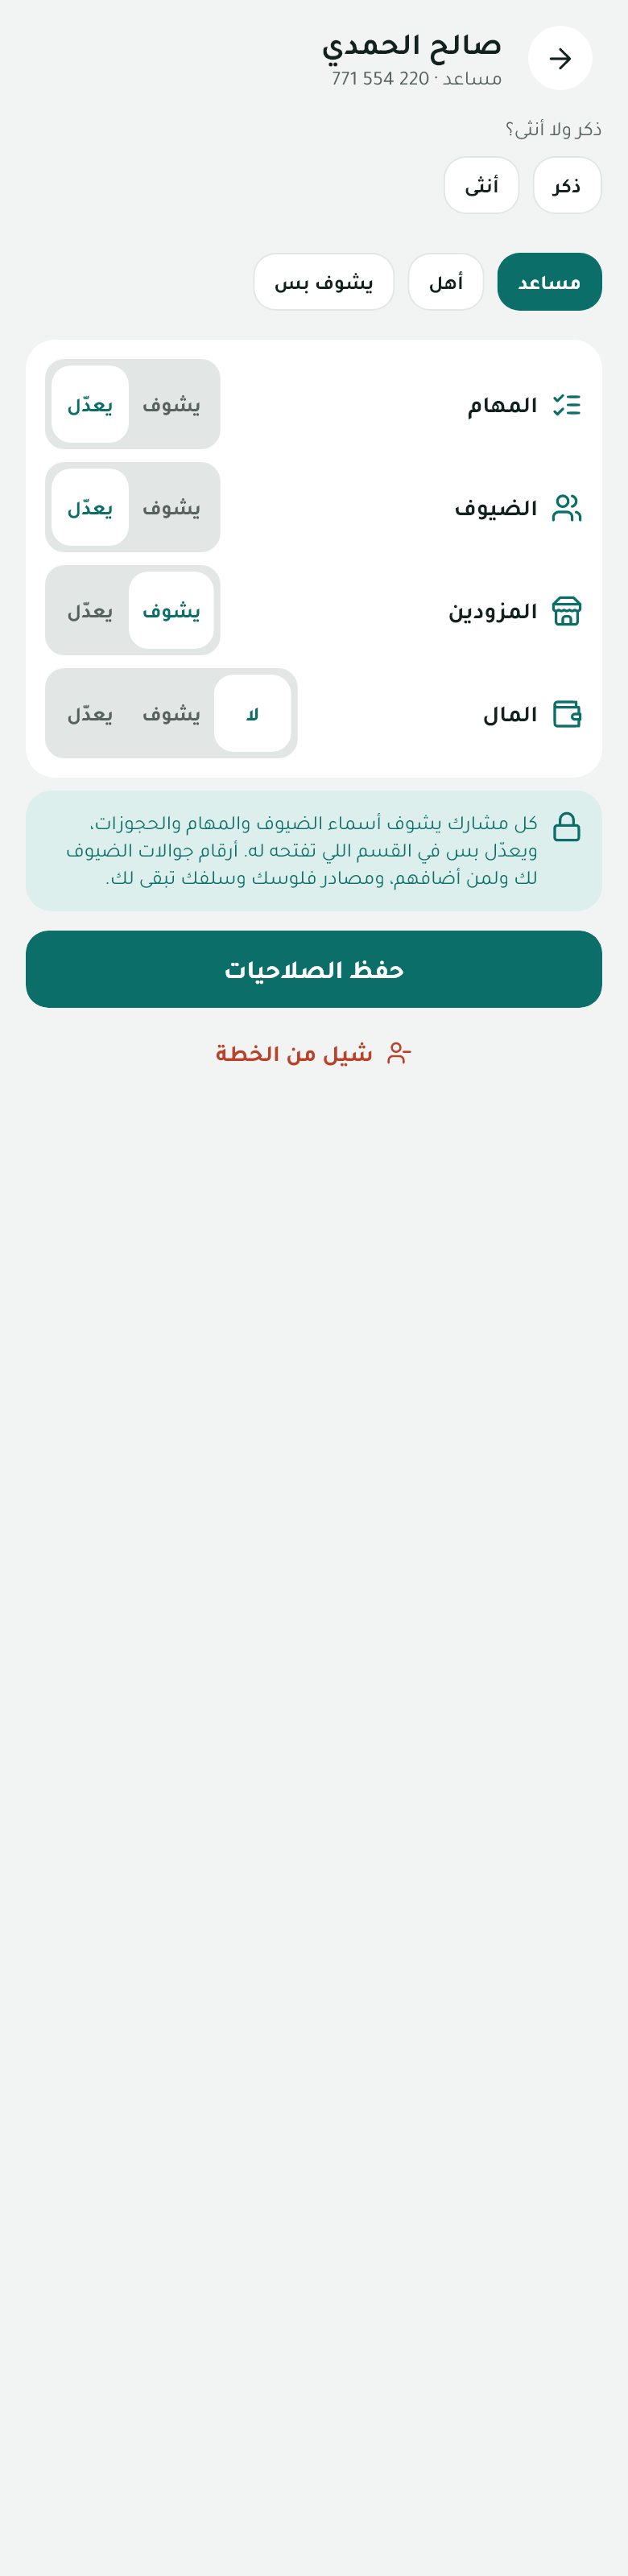 صالح الحمدي
مساعد · 220 554 771
ذكر ولا أنثى؟
ذكر
أنثى
مساعد
أهل
يشوف بس
المهام
يشوف
يعدّل
الضيوف
يشوف
يعدّل
المزودين
يشوف
يعدّل
المال
لا
يشوف
يعدّل
كل مشارك يشوف أسماء الضيوف والمهام والحجوزات،
ويعدّل بس في القسم اللي تفتحه له. أرقام جوالات الضيوف
لك ولمن أضافهم، ومصادر فلوسك وسلفك تبقى لك.
حفظ الصلاحيات
شيل من الخطة